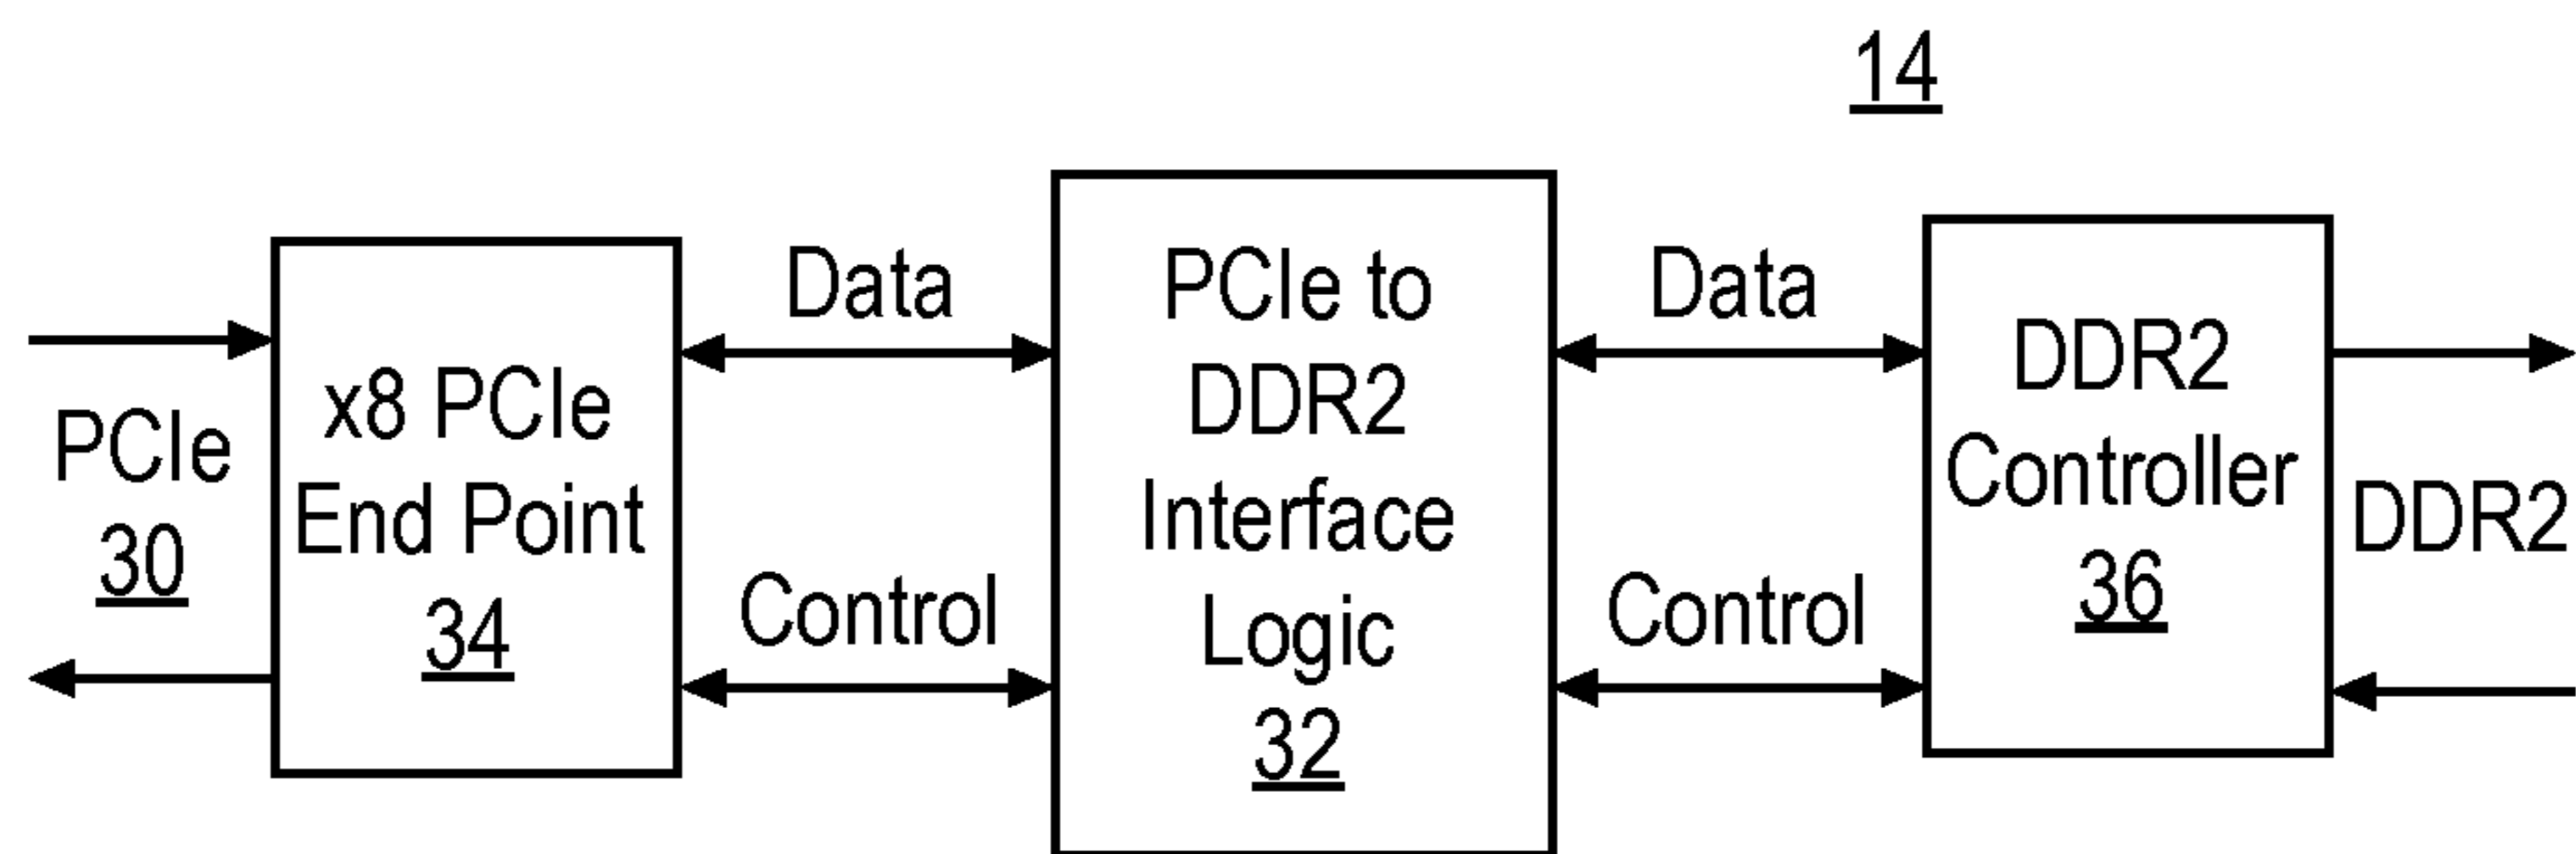 14
PCIe
30
x8 PCIe
End Point
34
Data
Control
PCIe to
DDR2
Interface
Logic
32
Data
Control
DDR2
Controller
36
DDR2